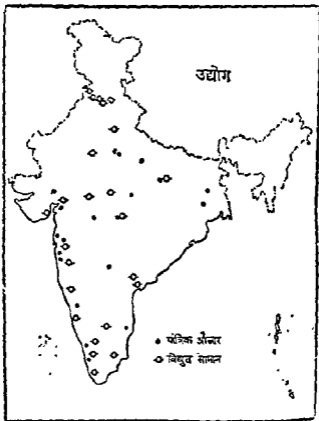 उद्योग
यांत्रिक औजार
विद्युत सामान